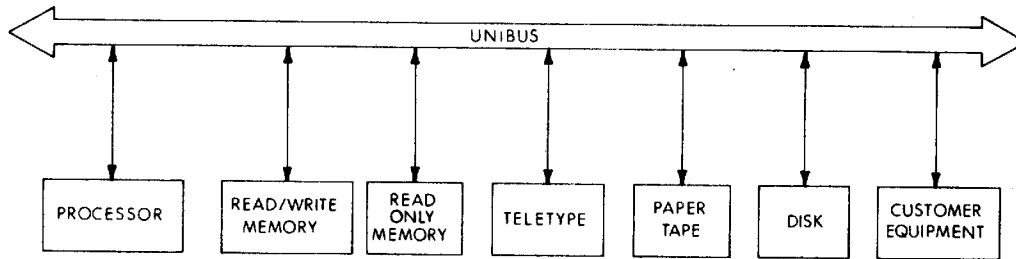 UNIBUS
PROCESSOR
READ/WRITE
MEMORY
READ
ONLY
MEMORY
TELETYPE
PAPER
TAPE
DISK
CUSTOMER
EQUIPMENT